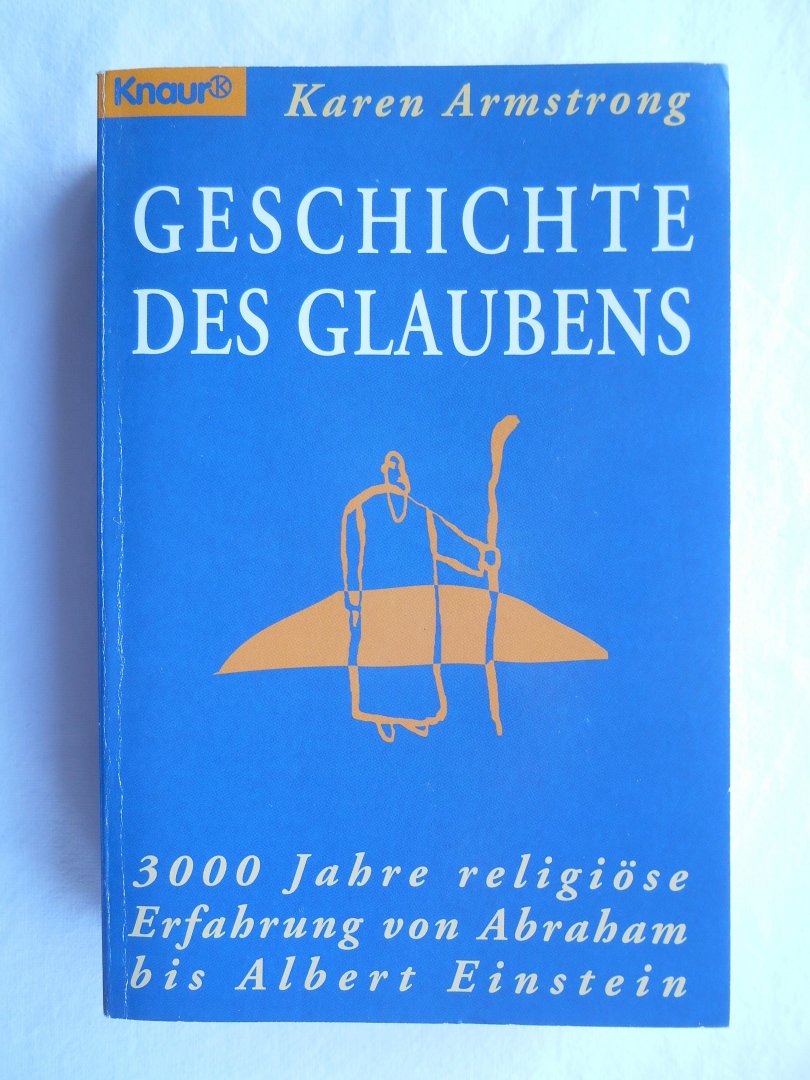 Knaur K
Karen Armstrong
GESCHICHTE
DES GLAUBENS
3000 Jahre religiöse
Erfahrung von Abraham
bis Albert Einstein